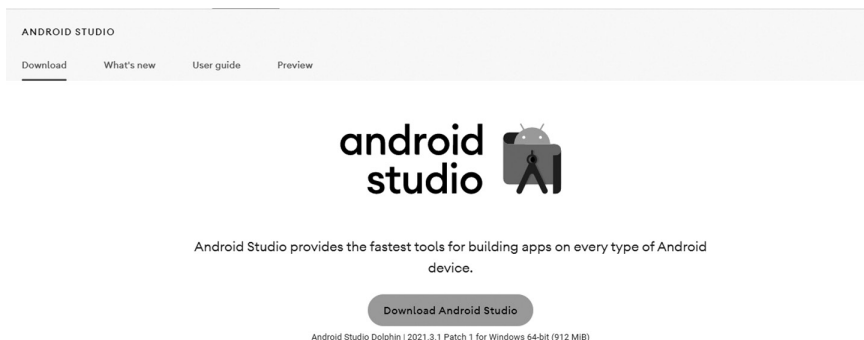 ANDROID STUDIO
Download What's new User guide Preview
android
studio
Android Studio provides the fastest tools for building apps on every type of Android
device.
Download Android Studio
Android Studio Dolphin | 2021.3.1 Patch 1 for Windows 64-bit (912 MiB)